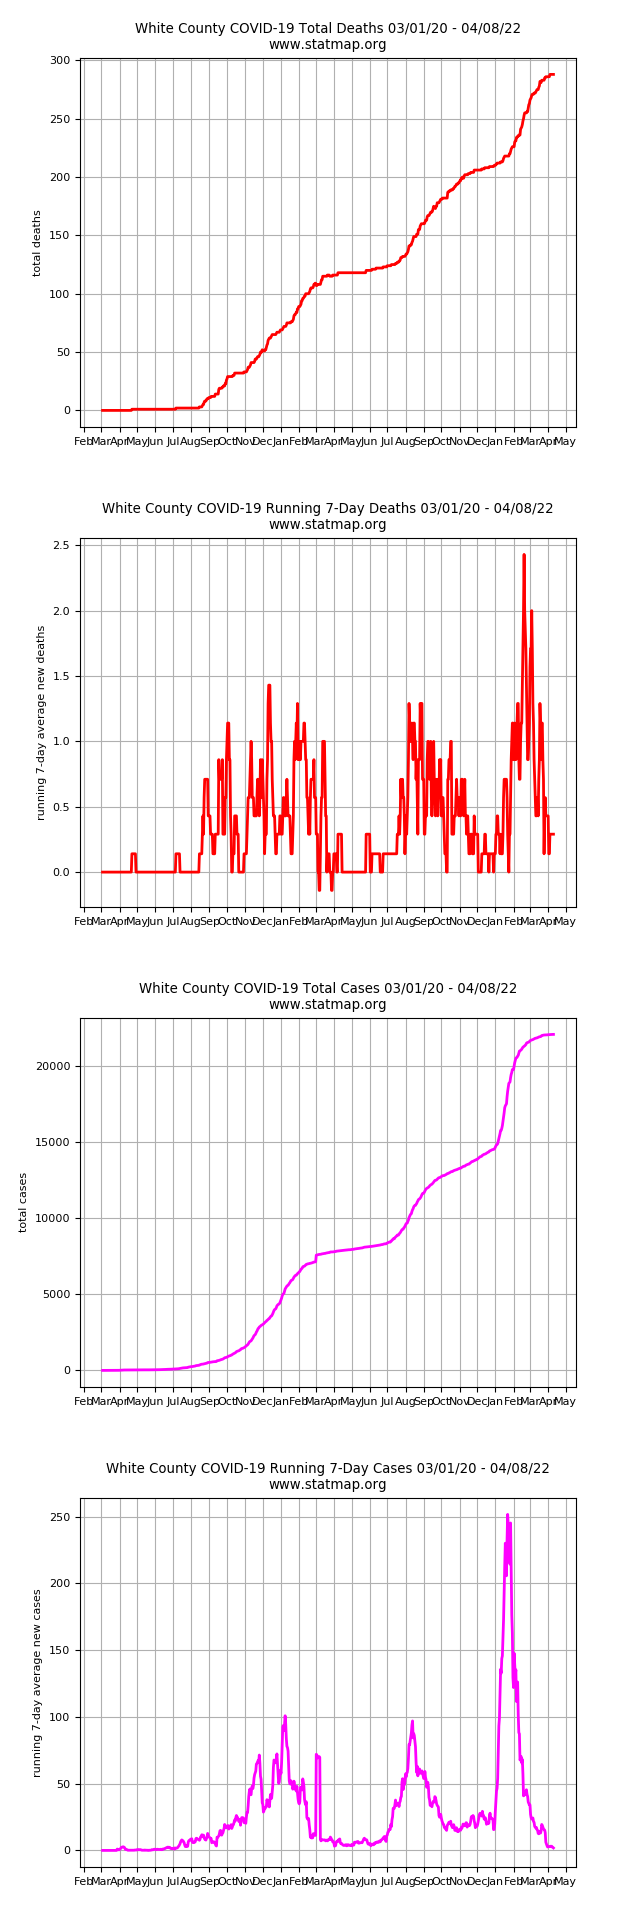 White County COVID-19 Total Deaths 03/01/20 - 04/08/22
www.statmap.org
300
250
200
150
100
50
0
total deaths
Feb Mar Apr May Jun Jul Aug Sep Oct Nov Dec Jan Feb Mar Apr May Jun Jul Aug Sep Oct Nov Dec Jan Feb Mar Apr May
White County COVID-19 Running 7-Day Deaths 03/01/20 - 04/08/22
www.statmap.org
2.5
2.0
1.5
1.0
0.5
0.0
running 7-day average new deaths
Feb Mar Apr May Jun Jul Aug Sep Oct Nov Dec Jan Feb Mar Apr May Jun Jul Aug Sep Oct Nov Dec Jan Feb Mar Apr May
White County COVID-19 Total Cases 03/01/20 - 04/08/22
www.statmap.org
20000
15000
10000
5000
0
total cases
Feb Mar Apr May Jun Jul Aug Sep Oct Nov Dec Jan Feb Mar Apr May Jun Jul Aug Sep Oct Nov Dec Jan Feb Mar Apr May
White County COVID-19 Running 7-Day Cases 03/01/20 - 04/08/22
www.statmap.org
250
200
150
100
50
0
running 7-day average new cases
Feb Mar Apr May Jun Jul Aug Sep Oct Nov Dec Jan Feb Mar Apr May Jun Jul Aug Sep Oct Nov Dec Jan Feb Mar Apr May